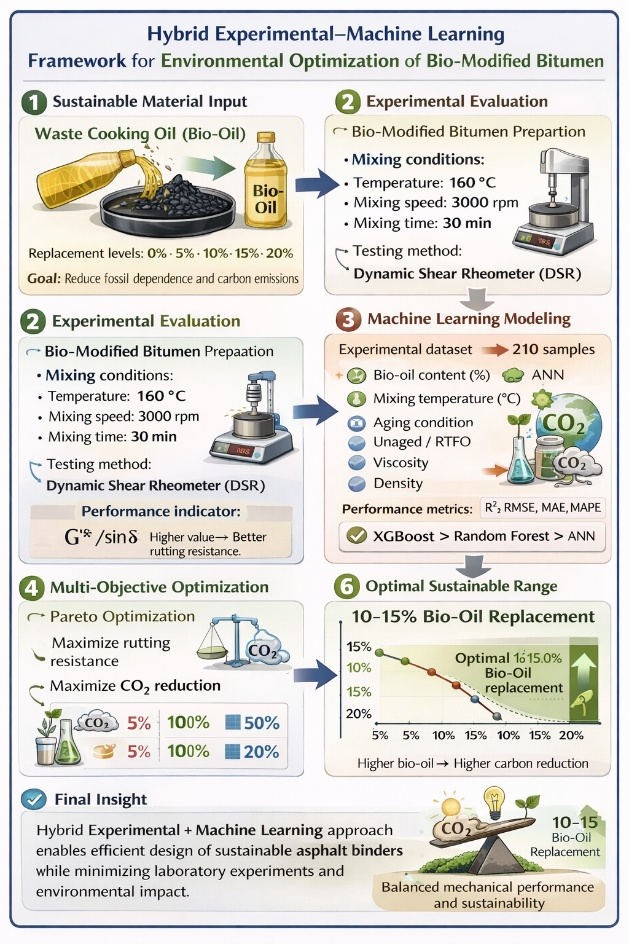 Hybrid Experimental–Machine Learning
Framework for Environmental Optimization of Bio-Modified Bitumen
1 Sustainable Material Input
Waste Cooking Oil (Bio-Oil)
Bio-
Oil
Replacement levels: 0% · 5% · 10% · 15% · 20%
Goal: Reduce fossil dependence and carbon emissions
2 Experimental Evaluation
Bio-Modified Bitumen Prepartion
• Mixing conditions:
• Temperature: 160 °C
• Mixing speed: 3000 rpm
• Mixing time: 30 min
Testing method:
Dynamic Shear Rheometer (DSR)
2 Experimental Evaluation
Bio-Modified Bitumen Prepaation
• Mixing conditions:
• Temperature: 160 °C
• Mixing speed: 3000 rpm
• Mixing time: 30 min
Testing method:
Dynamic Shear Rheometer (DSR)
Performance indicator:
/sinδ Higher value→ Better
rutting resistance.
3 Machine Learning Modeling
Experimental dataset → 210 samples
Bio-oil content (%) ANN
Mixing temperature (°C)
Aging condition
Unaged / RTFO
Viscosity
Density
CO₂
CO₂
Performance metrics: R², RMSE, MAE, MAPE
XGBoost > Random Forest > ANN
4 Multi-Objective Optimization
Pareto Optimization
Maximize rutting
resistance
CO₂
Maximize CO₂ reduction
CO₂ 5% 100% 50%
5% 100% 20%
6 Optimal Sustainable Range
10–15% Bio-Oil Replacement
15%
10%
15%
20%
Optimal
Bio-Oil
replacement
5% 5% 10% 15% 15% 20% 20%
Higher bio-oil → Higher carbon reduction
Final Insight
Hybrid Experimental + Machine Learning approach
enables efficient design of sustainable asphalt binders
while minimizing laboratory experiments and
environmental impact.
CO₂
10–15
Bio-Oil
Replacement
Balanced mechanical performance
and sustainability